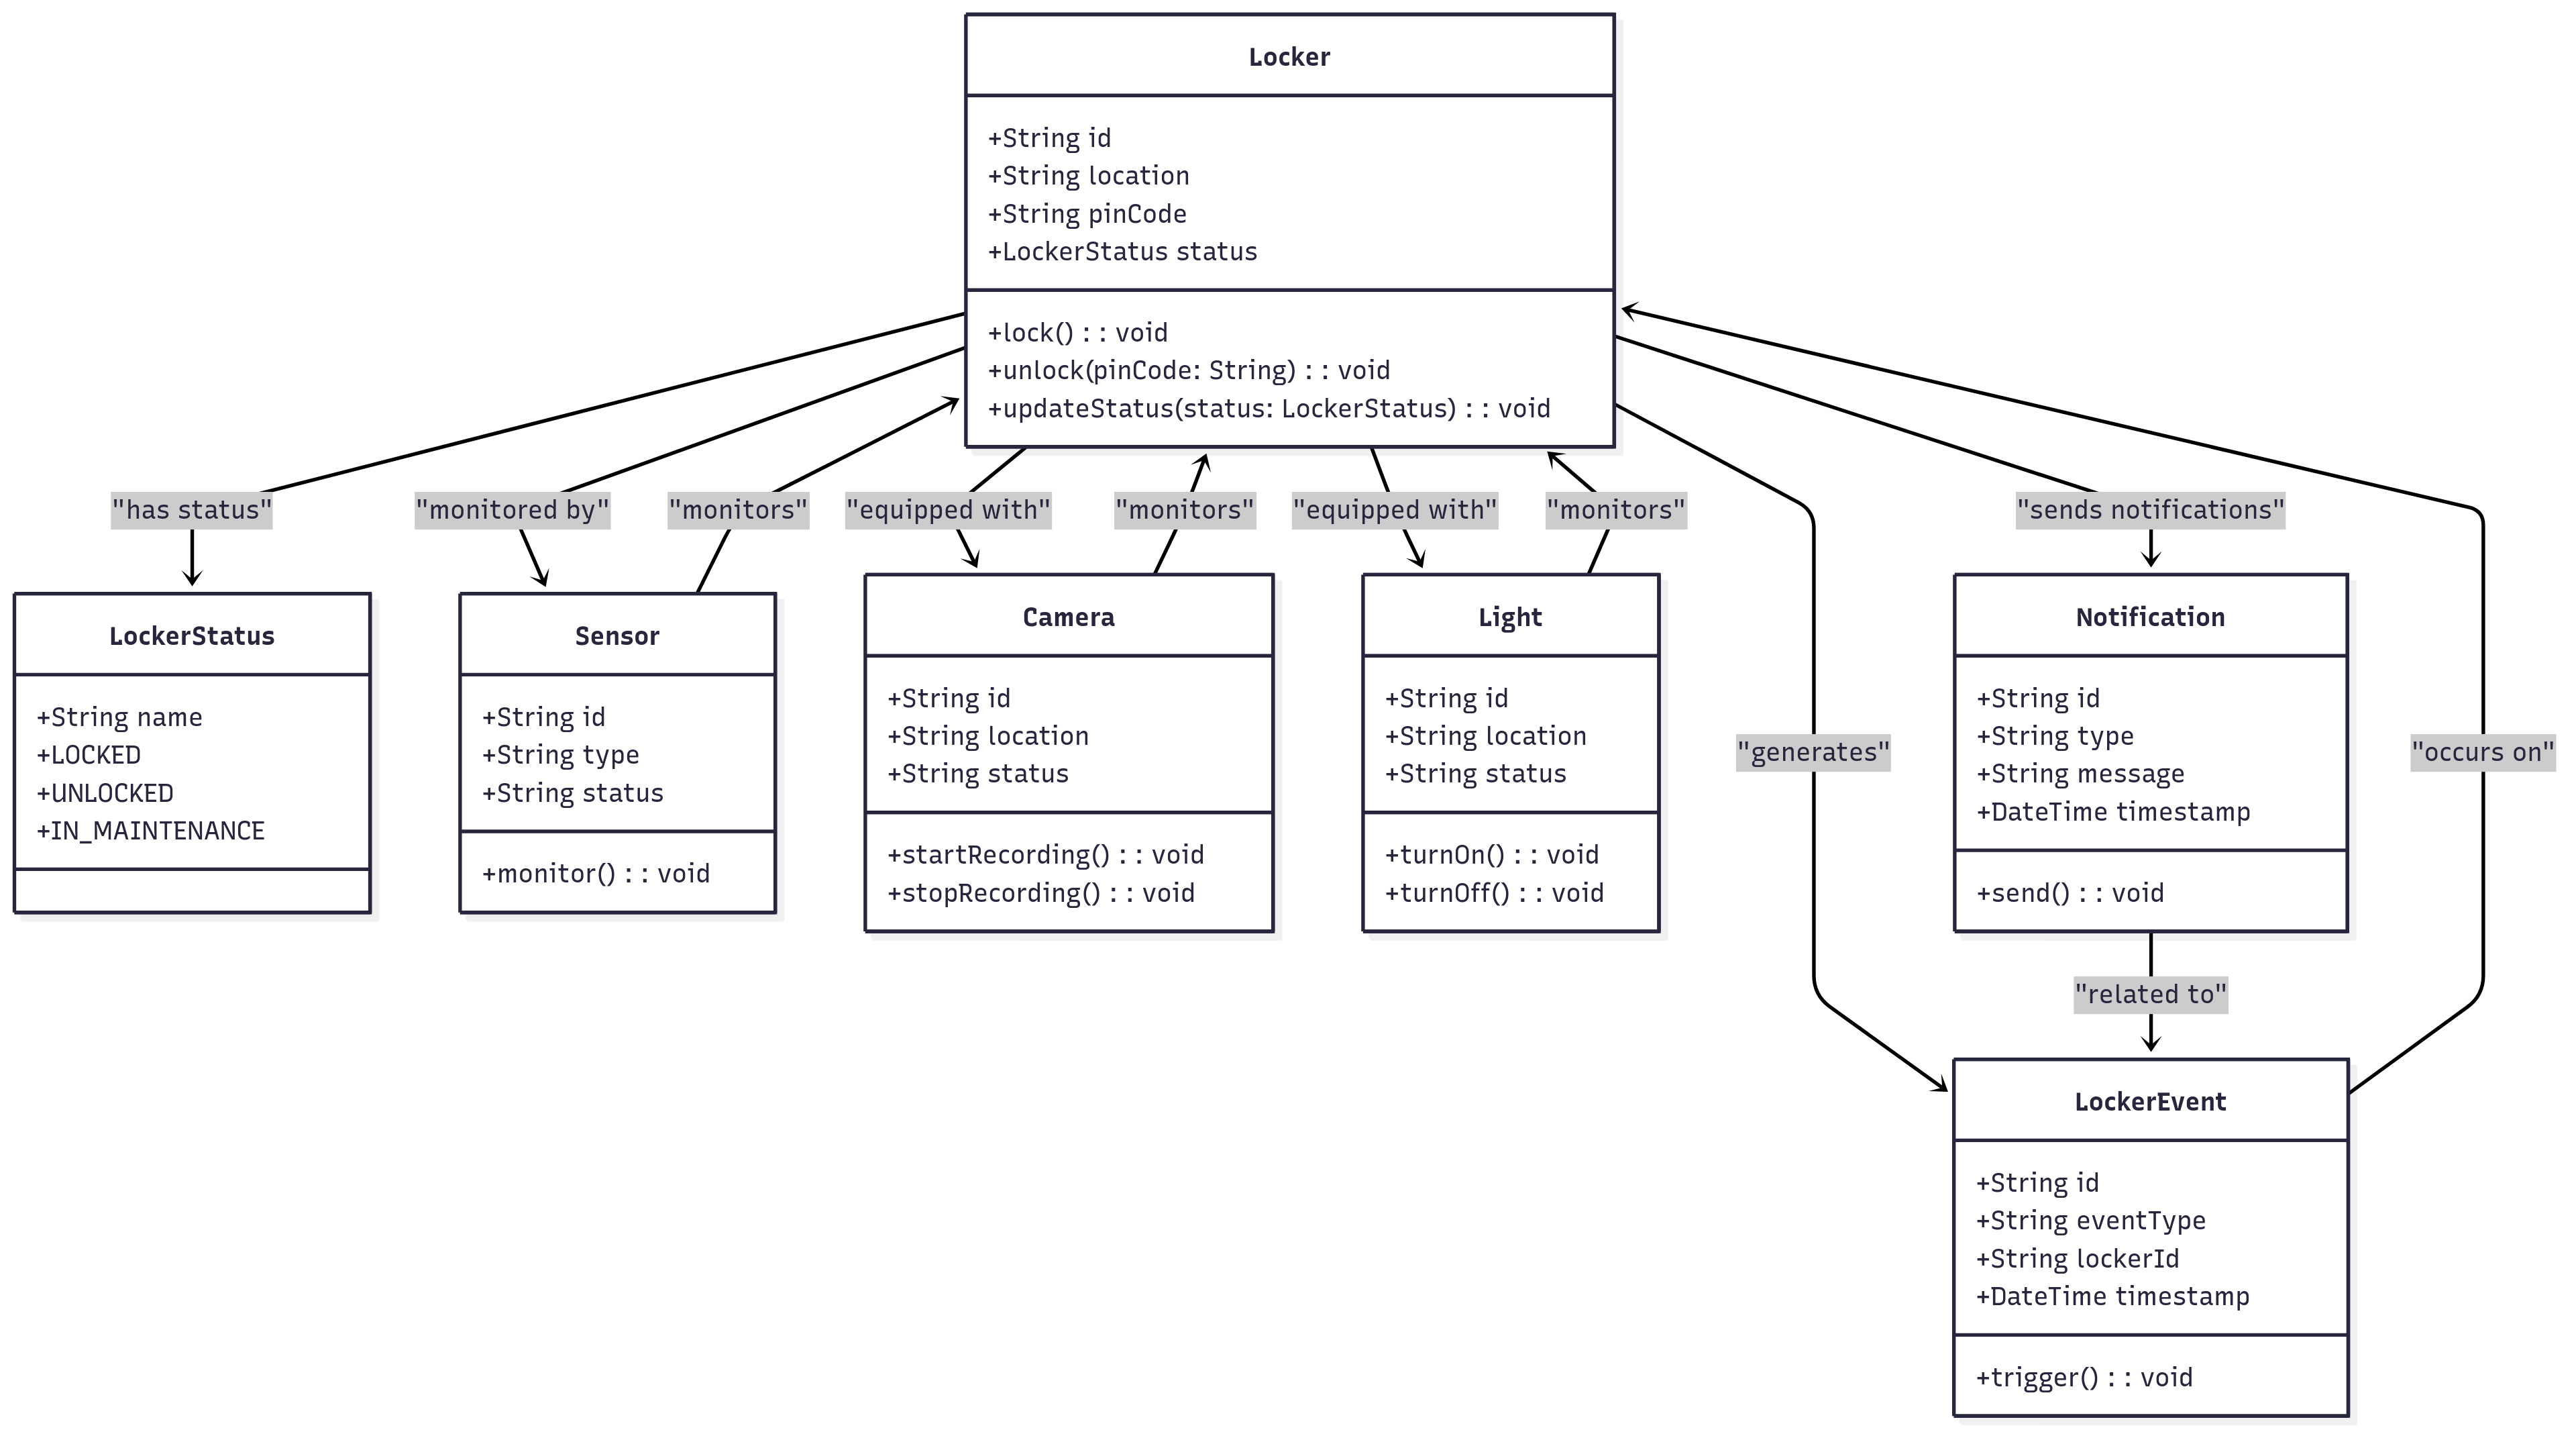 Locker
+String id
+String location
+String pinCode
+LockerStatus status
+lock() : : void
+unlock(pinCode: String) : : void
+updateStatus(status: LockerStatus) : : void
"has status"
"monitored by"
"monitors"
"equipped with"
"monitors"
"equipped with"
"monitors"
"sends notifications"
LockerStatus
+String name
+LOCKED
+UNLOCKED
+IN_MAINTENANCE
Sensor
+String id
+String type
+String status
+monitor() : : void
Camera
+String id
+String location
+String status
+startRecording() : : void
+stopRecording() : : void
Light
+String id
+String location
+String status
+turnOn() : : void
+turnOff() : : void
"generates"
Notification
+String id
+String type
+String message
+DateTime timestamp
+send() : : void
"occurs on"
"related to"
LockerEvent
+String id
+String eventType
+String lockerId
+DateTime timestamp
+trigger() : : void